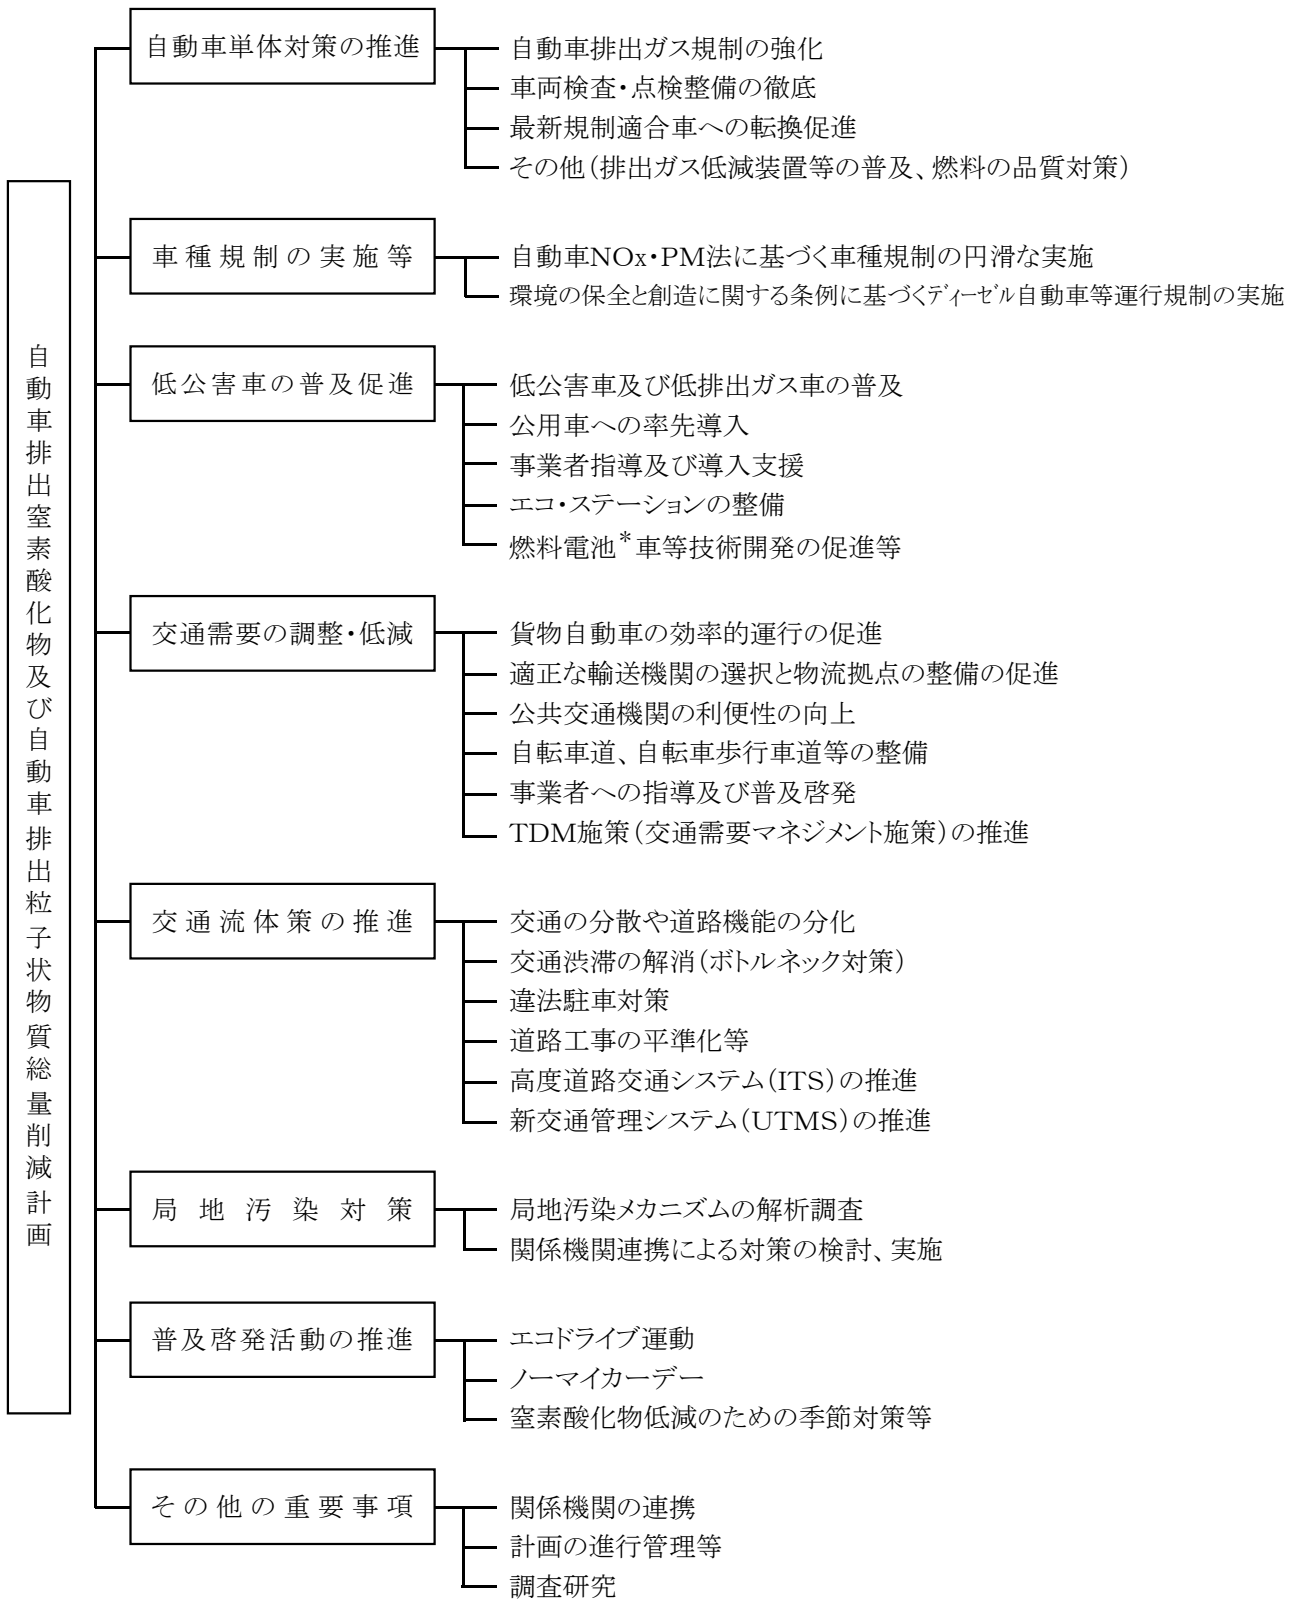 自動車排出窒素酸化物及び自動車排出粒子状物質総量削減計画
自動車単体対策の推進
自動車排出ガス規制の強化
車両検査・点検整備の徹底
最新規制適合車への転換促進
その他(排出ガス低減装置等の普及、燃料の品質対策)
車種規制の実施等
自動車NOx・PM法に基づく車種規制の円滑な実施
環境の保全と創造に関する条例に基づくディーゼル自動車等運行規制の実施
低公害車の普及促進
低公害車及び低排出ガス車の普及
公用車への率先導入
事業者指導及び導入支援
エコ・ステーションの整備
燃料電池*車等技術開発の促進等
交通需要の調整・低減
貨物自動車の効率的運行の促進
適正な輸送機関の選択と物流拠点の整備の促進
公共交通機関の利便性の向上
自転車道、自転車歩行車道等の整備
事業者への指導及び普及啓発
TDM施策(交通需要マネジメント施策)の推進
交通流体策の推進
交通の分散や道路機能の分化
交通渋滞の解消(ボトルネック対策)
違法駐車対策
道路工事の平準化等
高度道路交通システム(ITS)の推進
新交通管理システム(UTMS)の推進
局地汚染対策
局地汚染メカニズムの解析調査
関係機関連携による対策の検討、実施
普及啓発活動の推進
エコドライブ運動
ノーマイカーデー
窒素酸化物低減のための季節対策等
その他の重要事項
関係機関の連携
計画の進行管理等
調査研究